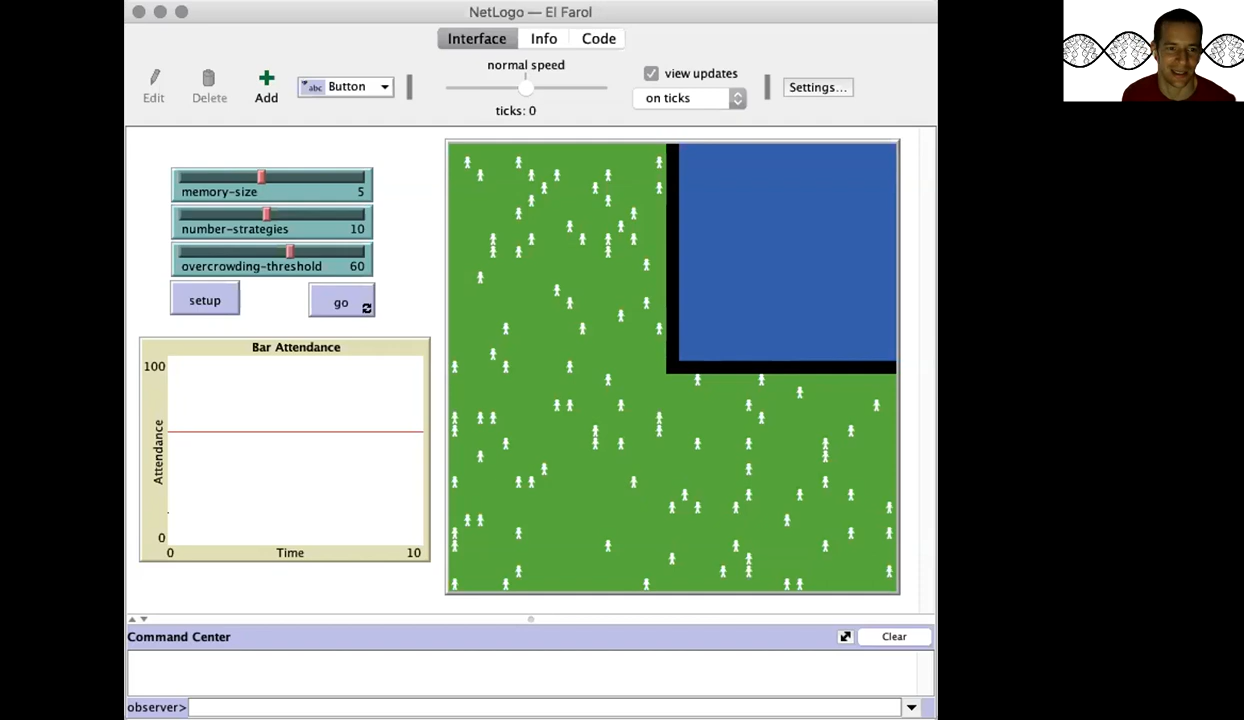 NetLogo — El Farol
Interface Info Code
Edit Delete Add abc Button
normal speed
ticks: 0
view updates
on ticks
Settings...
memory-size 5
number-strategies 10
overcrowding-threshold 60
setup go
Bar Attendance
100
Attendance
0
0 Time 10
Command Center Clear
observer>